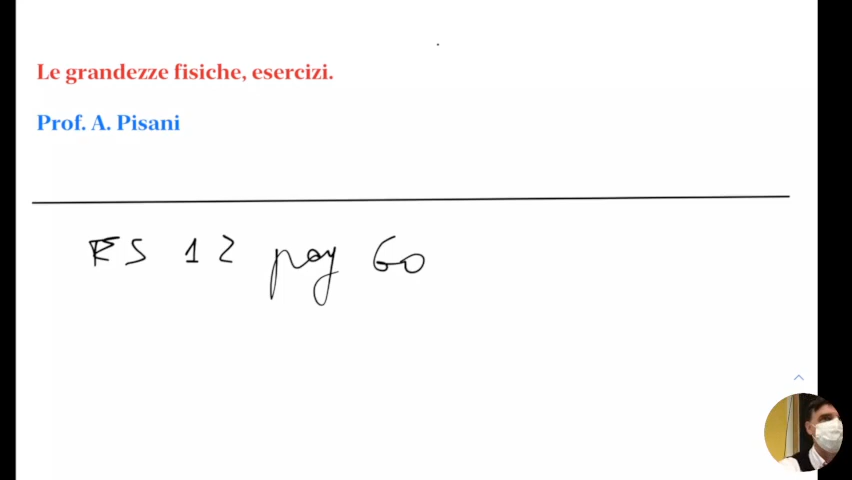 Le grandezze fisiche, esercizi.
Prof. A. Pisani
ES 12 pag 60